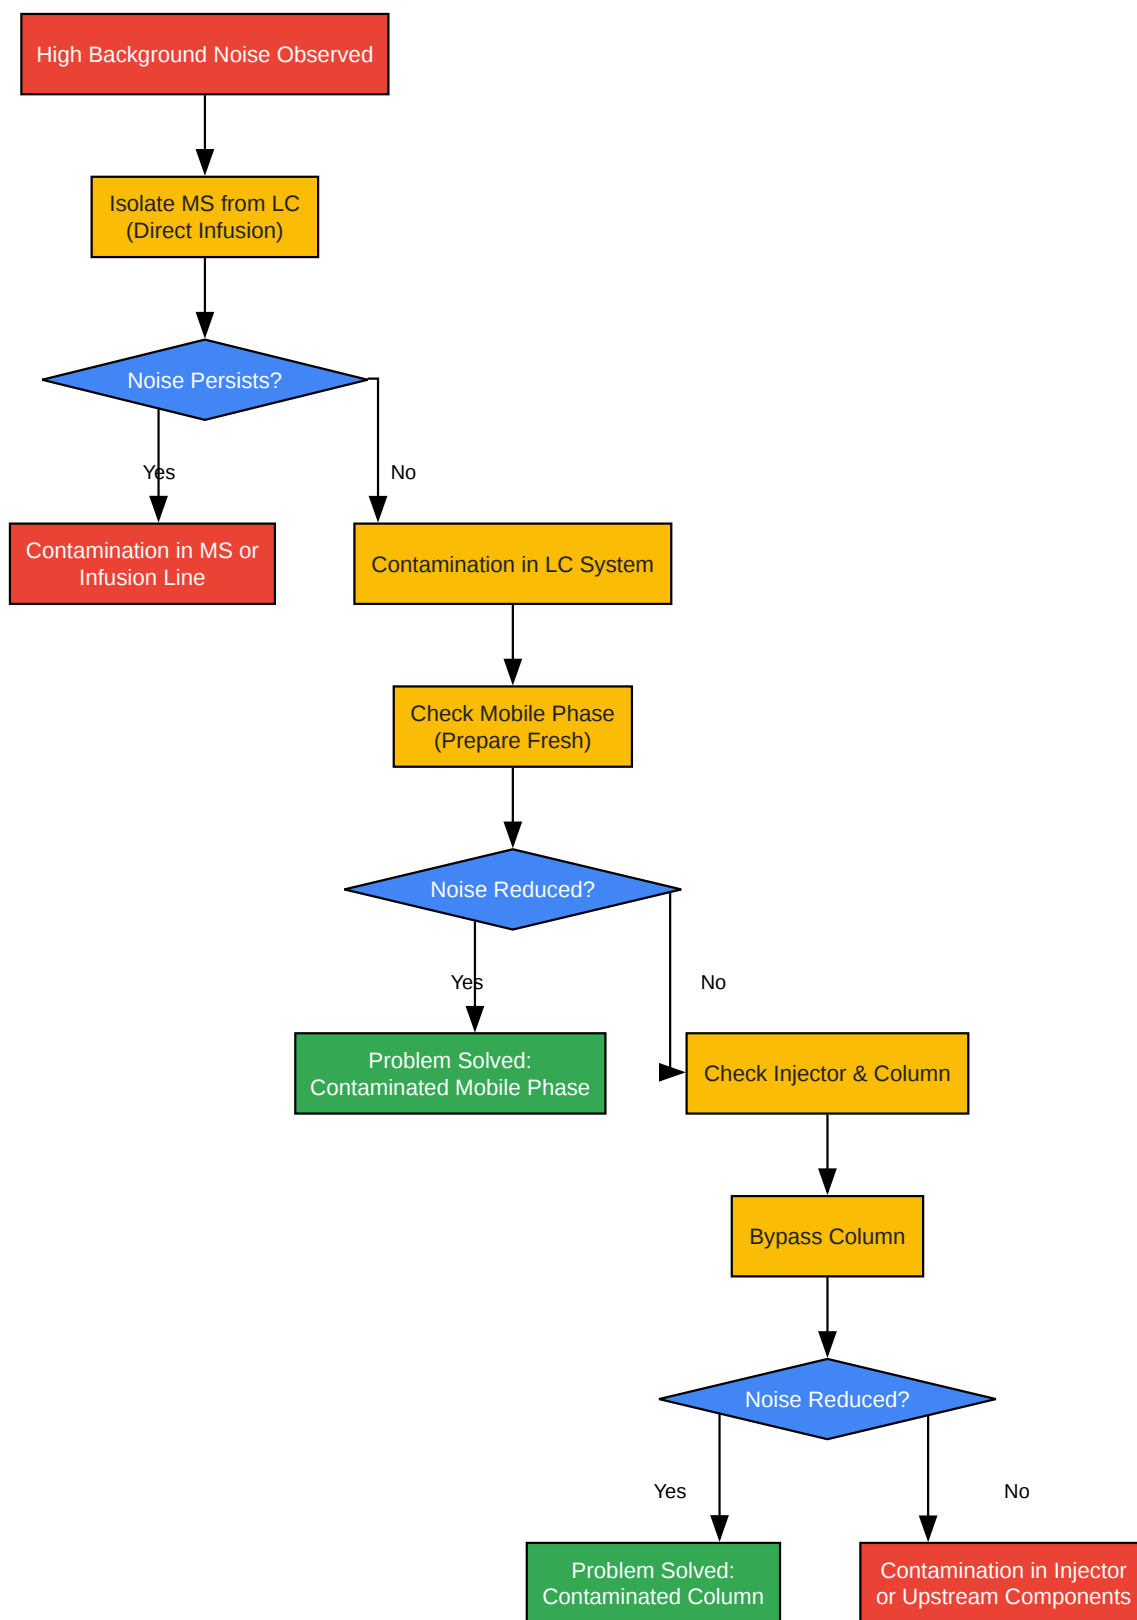 High Background Noise Observed
Isolate MS from LC
(Direct Infusion)
Noise Persists?
Yes
No
Contamination in MS or
Infusion Line
Contamination in LC System
Check Mobile Phase
(Prepare Fresh)
Noise Reduced?
Yes
No
Problem Solved:
Contaminated Mobile Phase
Check Injector & Column
Bypass Column
Noise Reduced?
Yes
No
Problem Solved:
Contaminated Column
Contamination in Injector
or Upstream Components